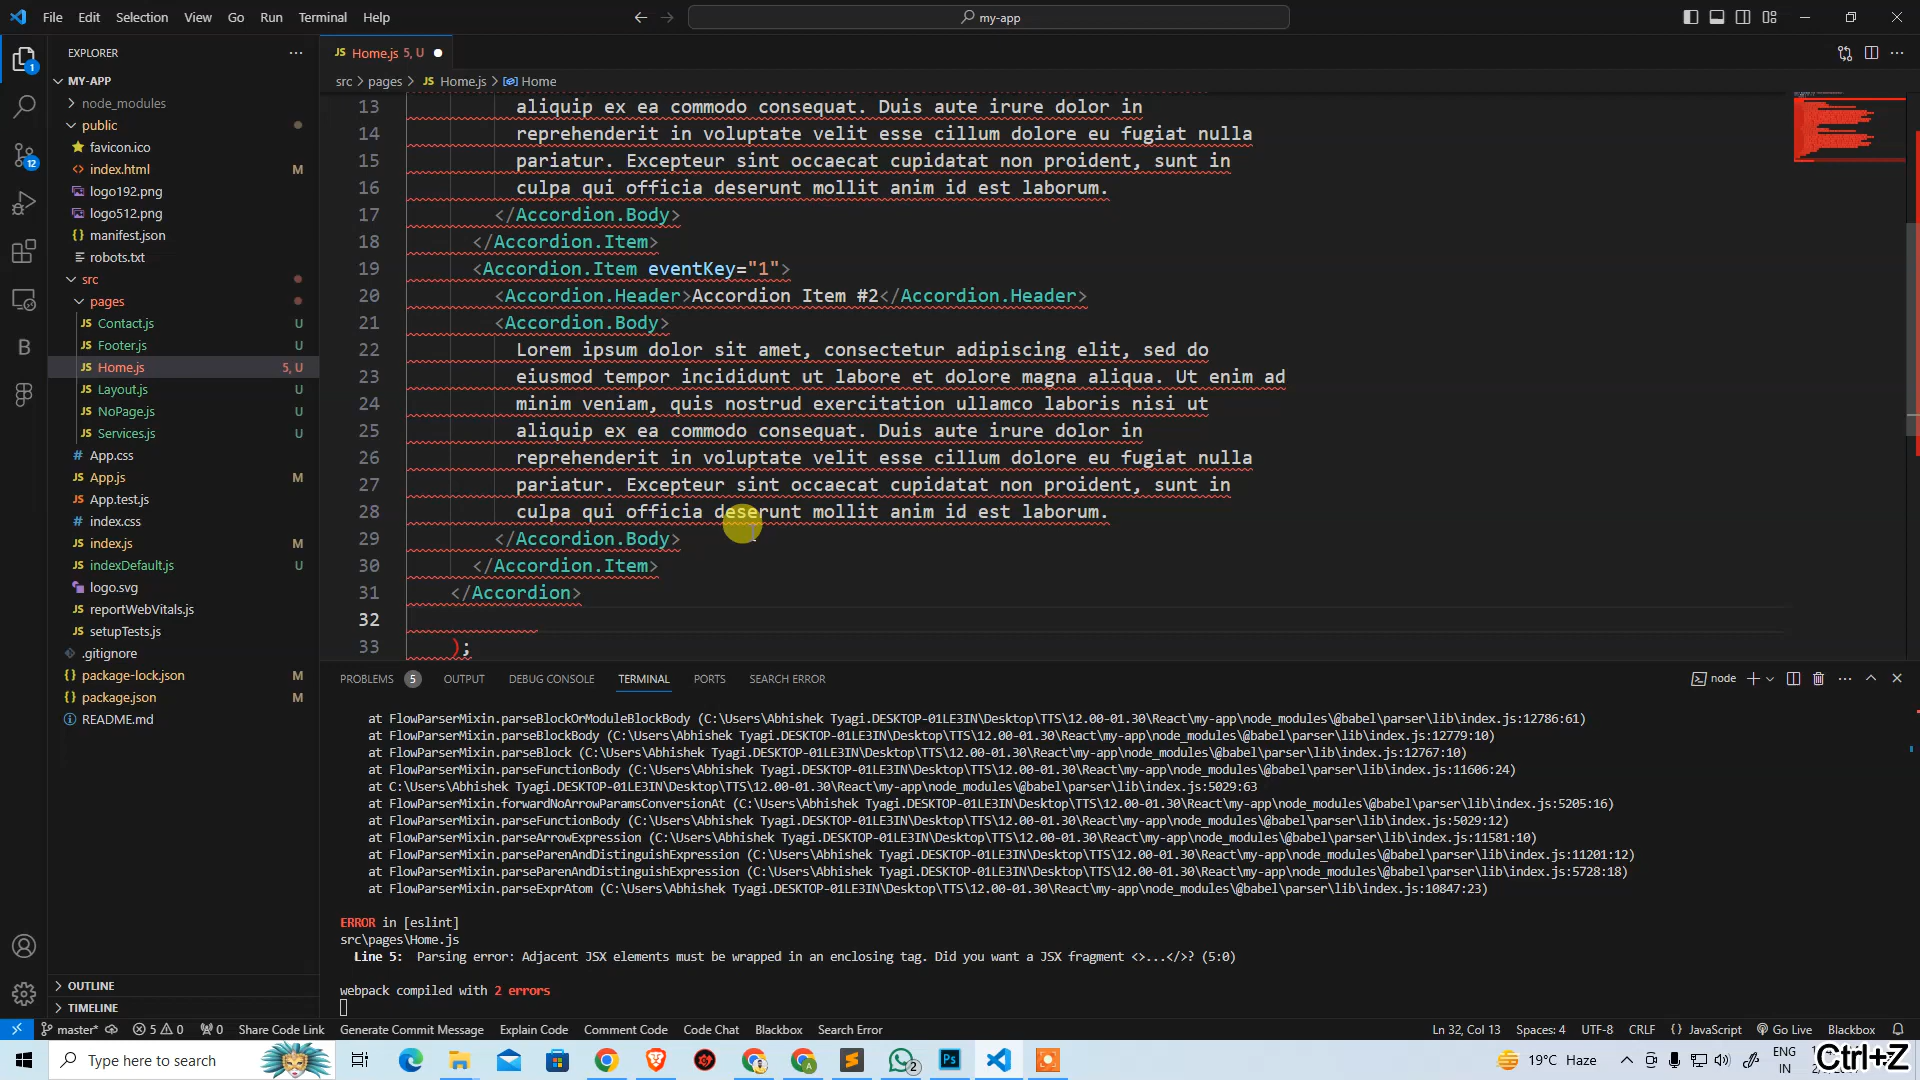 File Edit Selection View Go Run Terminal Help
my-app
EXPLORER
MY-APP
node_modules
public
favicon.ico
index.html M
logo192.png
logo512.png
manifest.json
robots.txt
src
pages
Contact.js U
Footer.js U
Home.js 5, U
Layout.js U
NoPage.js U
Services.js U
App.css
App.js M
App.test.js
index.css
index.js M
indexDefault.js U
logo.svg
reportWebVitals.js
setupTests.js
.gitignore
package-lock.json M
package.json M
README.md
OUTLINE
TIMELINE
JS Home.js 5, U
src > pages > JS Home.js > Home
13 aliquip ex ea commodo consequat. Duis aute irure dolor in
14 reprehenderit in voluptate velit esse cillum dolore eu fugiat nulla
15 pariatur. Excepteur sint occaecat cupidatat non proident, sunt in
16 culpa qui officia deserunt mollit anim id est laborum.
17 </Accordion.Body>
18 </Accordion.Item>
19 <Accordion.Item eventKey="1">
20 <Accordion.Header>Accordion Item #2</Accordion.Header>
21 <Accordion.Body>
22 Lorem ipsum dolor sit amet, consectetur adipiscing elit, sed do
23 eiusmod tempor incididunt ut labore et dolore magna aliqua. Ut enim ad
24 minim veniam, quis nostrud exercitation ullamco laboris nisi ut
25 aliquip ex ea commodo consequat. Duis aute irure dolor in
26 reprehenderit in voluptate velit esse cillum dolore eu fugiat nulla
27 pariatur. Excepteur sint occaecat cupidatat non proident, sunt in
28 culpa qui officia deserunt mollit anim id est laborum.
29 </Accordion.Body>
30 </Accordion.Item>
31 </Accordion>
32
33 );
PROBLEMS 5 OUTPUT DEBUG CONSOLE TERMINAL PORTS SEARCH ERROR node
at FlowParserMixin.parseBlockOrModuleBlockBody (C:\Users\Abhishek Tyagi.DESKTOP-01LE3IN\Desktop\TTS\12.00-01.30\React\my-app\node_modules\@babel\parser\lib\index.js:12786:61)
at FlowParserMixin.parseBlockBody (C:\Users\Abhishek Tyagi.DESKTOP-01LE3IN\Desktop\TTS\12.00-01.30\React\my-app\node_modules\@babel\parser\lib\index.js:12779:10)
at FlowParserMixin.parseBlock (C:\Users\Abhishek Tyagi.DESKTOP-01LE3IN\Desktop\TTS\12.00-01.30\React\my-app\node_modules\@babel\parser\lib\index.js:12767:10)
at FlowParserMixin.parseFunctionBody (C:\Users\Abhishek Tyagi.DESKTOP-01LE3IN\Desktop\TTS\12.00-01.30\React\my-app\node_modules\@babel\parser\lib\index.js:11606:24)
at C:\Users\Abhishek Tyagi.DESKTOP-01LE3IN\Desktop\TTS\12.00-01.30\React\my-app\node_modules\@babel\parser\lib\index.js:5029:63
at FlowParserMixin.forwardNoArrowParamsConversionAt (C:\Users\Abhishek Tyagi.DESKTOP-01LE3IN\Desktop\TTS\12.00-01.30\React\my-app\node_modules\@babel\parser\lib\index.js:5205:16)
at FlowParserMixin.parseFunctionBody (C:\Users\Abhishek Tyagi.DESKTOP-01LE3IN\Desktop\TTS\12.00-01.30\React\my-app\node_modules\@babel\parser\lib\index.js:5029:12)
at FlowParserMixin.parseArrowExpression (C:\Users\Abhishek Tyagi.DESKTOP-01LE3IN\Desktop\TTS\12.00-01.30\React\my-app\node_modules\@babel\parser\lib\index.js:11581:10)
at FlowParserMixin.parseParenAndDistinguishExpression (C:\Users\Abhishek Tyagi.DESKTOP-01LE3IN\Desktop\TTS\12.00-01.30\React\my-app\node_modules\@babel\parser\lib\index.js:11201:12)
at FlowParserMixin.parseParenAndDistinguishExpression (C:\Users\Abhishek Tyagi.DESKTOP-01LE3IN\Desktop\TTS\12.00-01.30\React\my-app\node_modules\@babel\parser\lib\index.js:5728:18)
at FlowParserMixin.parseExprAtom (C:\Users\Abhishek Tyagi.DESKTOP-01LE3IN\Desktop\TTS\12.00-01.30\React\my-app\node_modules\@babel\parser\lib\index.js:10847:23)
ERROR in [eslint]
src\pages\Home.js
Line 5: Parsing error: Adjacent JSX elements must be wrapped in an enclosing tag. Did you want a JSX fragment <>...</>? (5:0)
webpack compiled with 2 errors
master* 5 0 0 Share Code Link Generate Commit Message Explain Code Comment Code Code Chat Blackbox Search Error Ln 32, Col 13 Spaces: 4 UTF-8 CRLF {} JavaScript Go Live Blackbox
Type here to search 19°C Haze ENG IN
Ctrl+Z